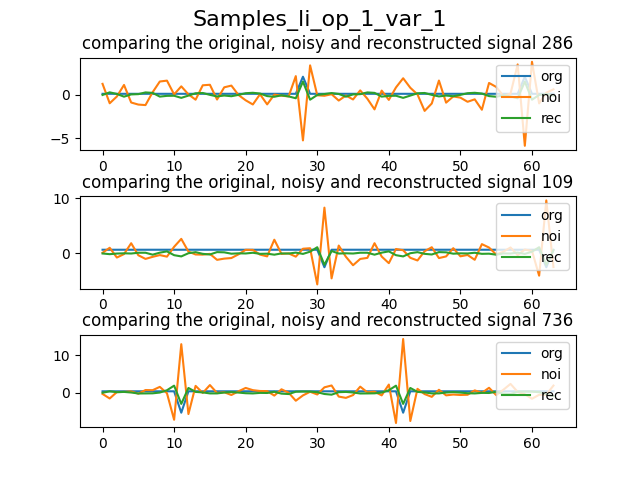 Samples_li_op_1_var_1
comparing the original, noisy and reconstructed signal 286
0
−5
org
noi
rec
0 10 20 30 40 50 60
comparing the original, noisy and reconstructed signal 109
10
0
org
noi
rec
0 10 20 30 40 50 60
comparing the original, noisy and reconstructed signal 736
10
0
org
noi
rec
0 10 20 30 40 50 60